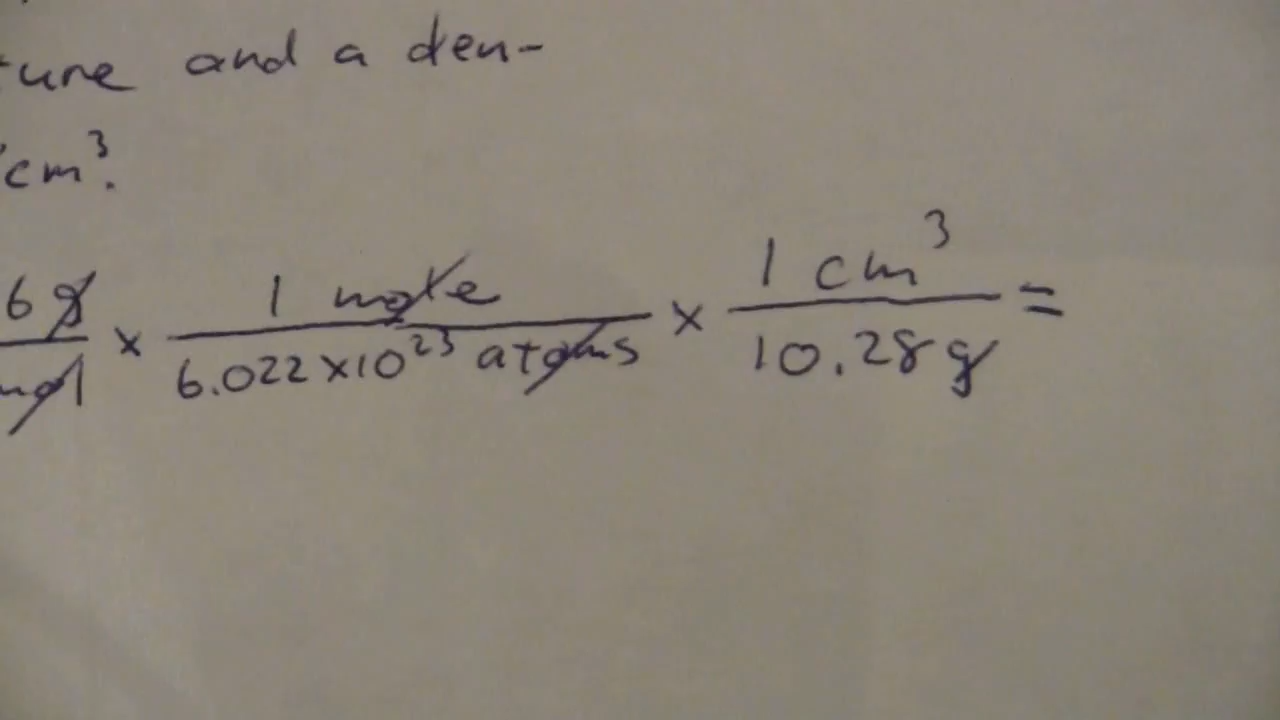 ture and a den-
cm³.
6 g/mol × 1 mole/6.022×10²³ atoms × 1 cm³/10.28 g =